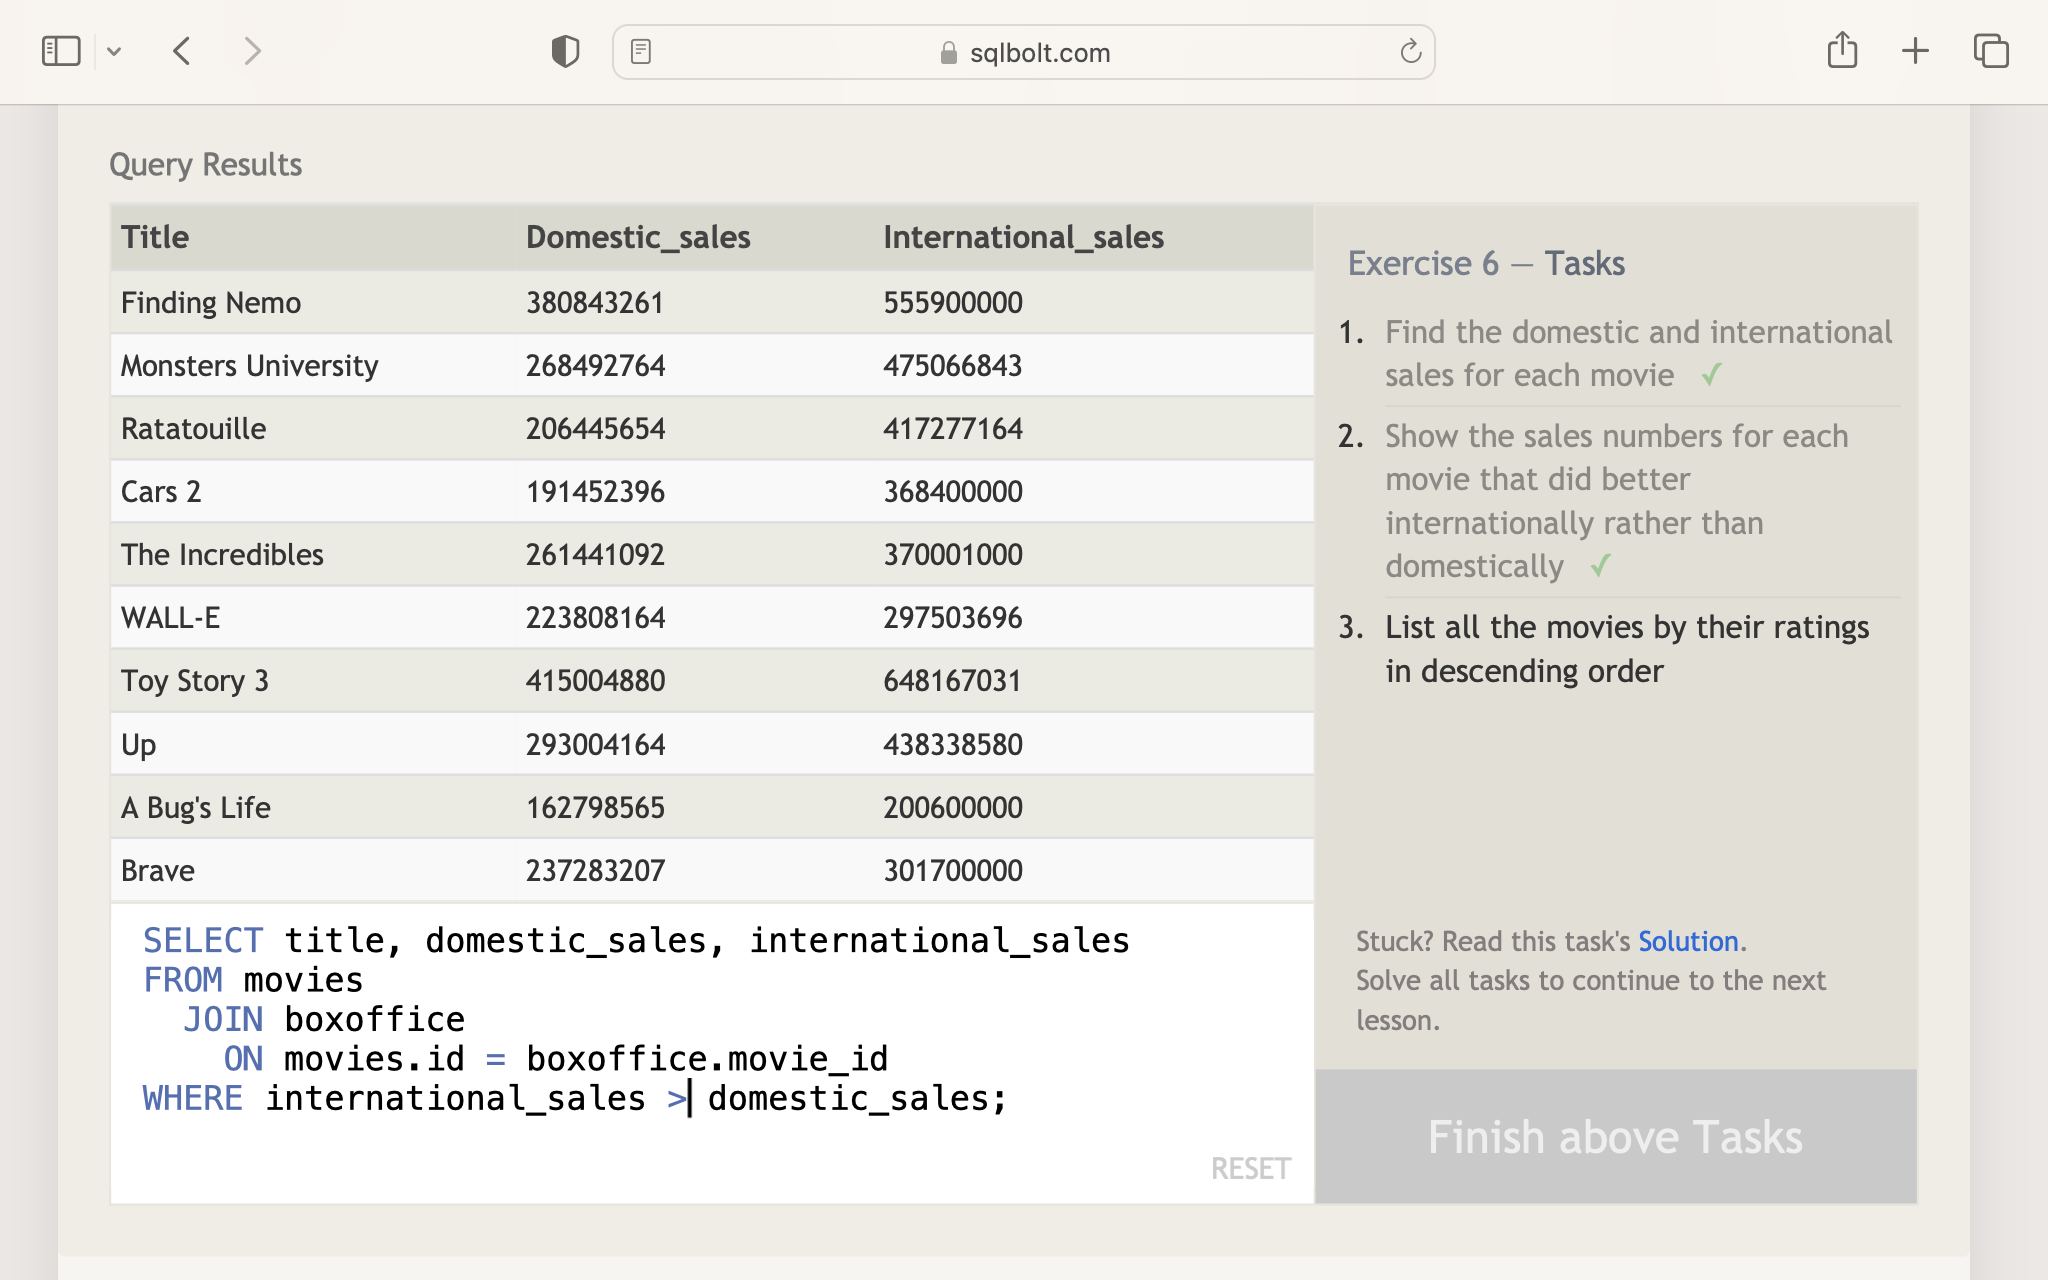 sqlbolt.com
Query Results
Title Domestic_sales International_sales
Finding Nemo 380843261 555900000
Monsters University 268492764 475066843
Ratatouille 206445654 417277164
Cars 2 191452396 368400000
The Incredibles 261441092 370001000
WALL-E 223808164 297503696
Toy Story 3 415004880 648167031
Up 293004164 438338580
A Bug's Life 162798565 200600000
Brave 237283207 301700000
SELECT title, domestic_sales, international_sales
FROM movies
  JOIN boxoffice
    ON movies.id = boxoffice.movie_id
WHERE international_sales > domestic_sales;
RESET
Exercise 6 — Tasks
1. Find the domestic and international
sales for each movie ✓
2. Show the sales numbers for each
movie that did better
internationally rather than
domestically ✓
3. List all the movies by their ratings
in descending order
Stuck? Read this task's Solution.
Solve all tasks to continue to the next
lesson.
Finish above Tasks